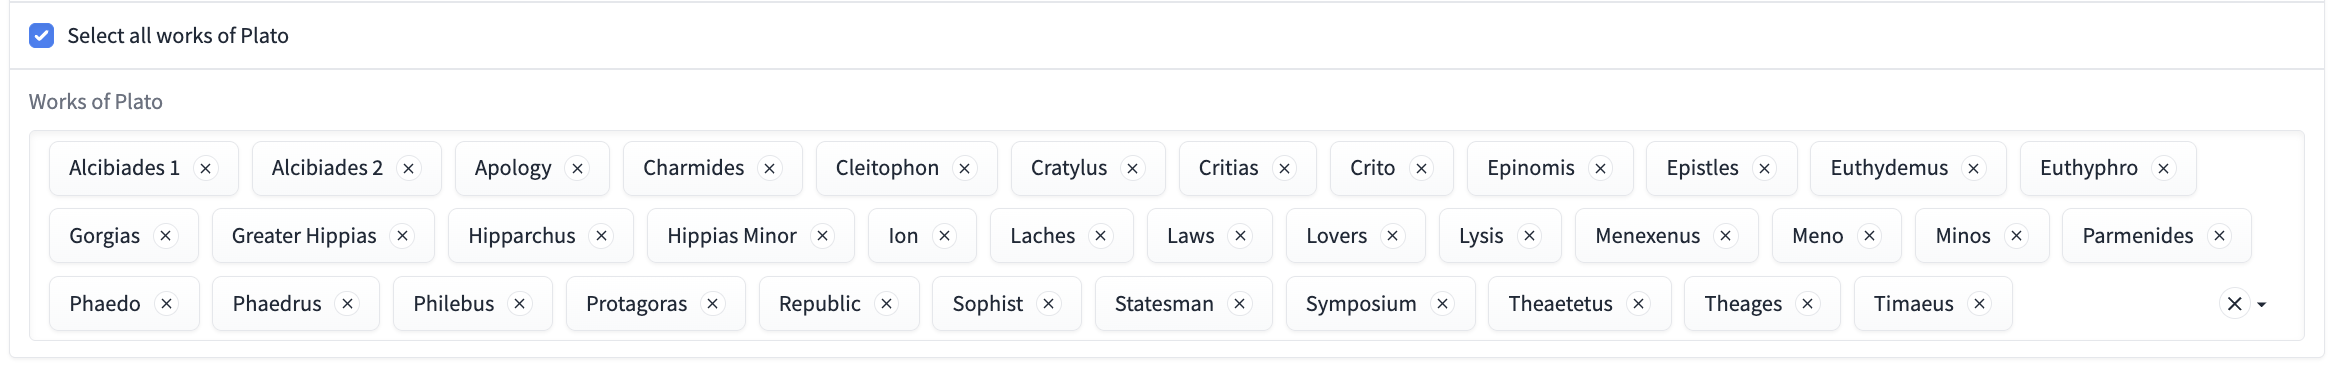 Select all works of Plato
Works of Plato
Alcibiades 1 Alcibiades 2 Apology Charmides Cleitophon Cratylus Critias Crito Epinomis Epistles Euthydemus Euthyphro
Gorgias Greater Hippias Hipparchus Hippias Minor Ion Laches Laws Lovers Lysis Menexenus Meno Minos Parmenides
Phaedo Phaedrus Philebus Protagoras Republic Sophist Statesman Symposium Theaetetus Theages Timaeus